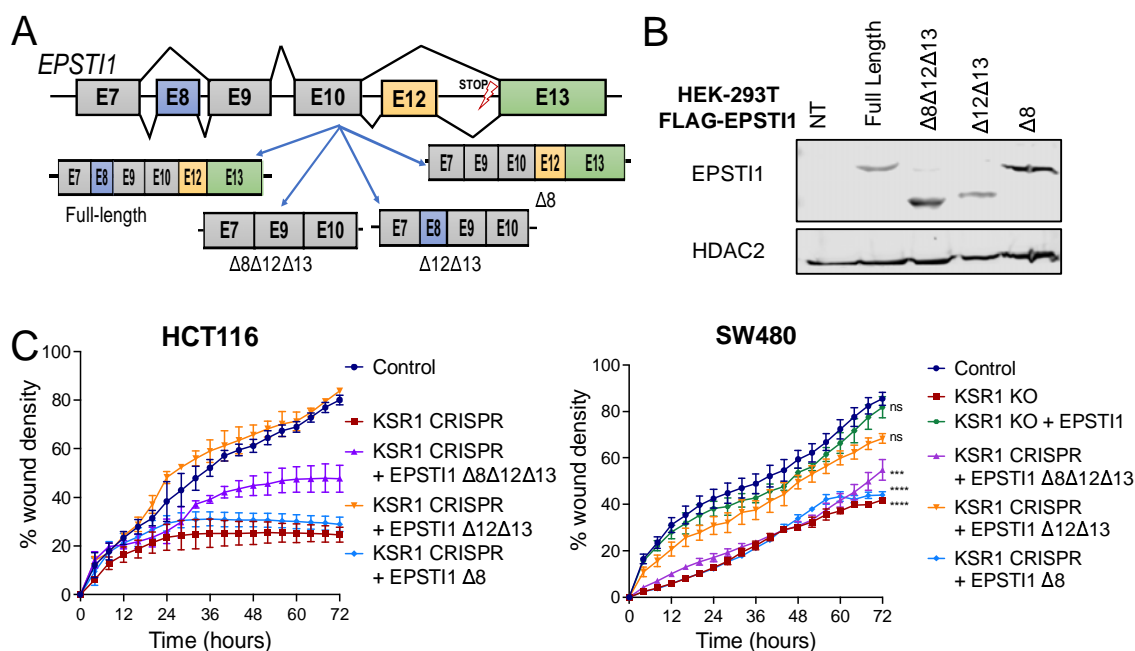 A
EPSTI1
E7
E8
E9
E10
E12
STOP
E13
E7 E8 E9 E10 E12 E13
Full-length
E7 E9 E10
Δ8Δ12Δ13
E7 E8 E9 E10
Δ12Δ13
E7 E9 E10 E12 E13
Δ8
B
HEK-293T
FLAG-EPSTI1
NT
Full Length
Δ8Δ12Δ13
Δ12Δ13
Δ8
EPSTI1
HDAC2
C
HCT116
% wound density
100
80
60
40
20
0
0 12 24 36 48 60 72
Time (hours)
Control
KSR1 CRISPR
KSR1 CRISPR
+ EPSTI1 Δ8Δ12Δ13
KSR1 CRISPR
+ EPSTI1 Δ12Δ13
KSR1 CRISPR
+ EPSTI1 Δ8
SW480
% wound density
100
80
60
40
20
0
0 12 24 36 48 60 72
Time (hours)
ns
ns
***
****
****
Control
KSR1 KO
KSR1 KO + EPSTI1
KSR1 CRISPR
+ EPSTI1 Δ8Δ12Δ13
KSR1 CRISPR
+ EPSTI1 Δ12Δ13
KSR1 CRISPR
+ EPSTI1 Δ8